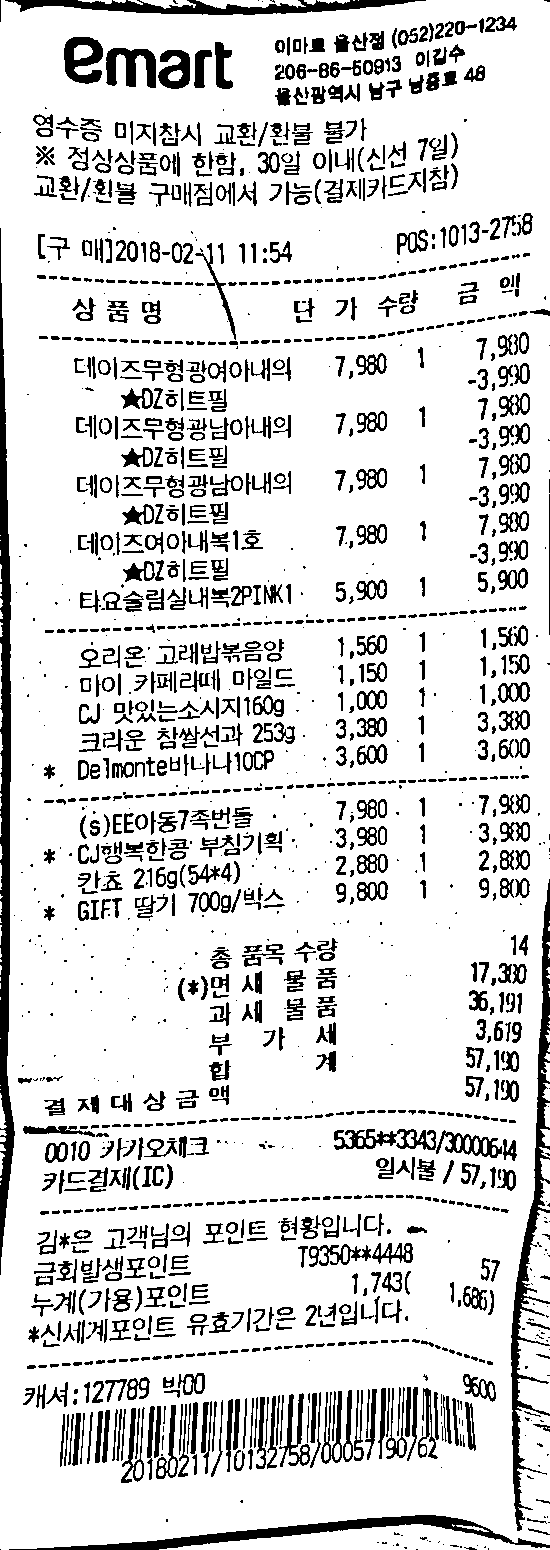 emart
이마트 울산점 (052)220-1234
206-86-50913 이갑수
울산광역시 남구 남중로 48
영수증 미지참시 교환/환불 불가
※ 정상상품에 한함, 30일 이내(신선 7일)
교환/환불 구매점에서 가능(결제카드지참)
[구 매]2018-02-11 11:54 POS:1013-2758
상 품 명 단 가 수량 금 액
데이즈무형광여아내의 7,980 1 7,980
★DZ히트필 -3,990
데이즈무형광남아내의 7,980 1 7,980
★DZ히트필 -3,990
데이즈무형광남아내의 7,980 1 7,980
★DZ히트필 -3,990
데이즈여아내복1호 7,980 1 7,980
★DZ히트필 -3,990
타요슬림실내복2PINK1 5,900 1 5,900
오리온 고래밥볶음양 1,560 1 1,560
마이 카페라떼 마일드 1,150 1 1,150
CJ 맛있는소시지160g 1,000 1 1,000
크라운 참쌀선과 253g 3,380 1 3,380
* Delmonte바나나10CP 3,600 1 3,600
(s)EE아동7족번들 7,980 1 7,980
* CJ행복한콩 부침기획 3,980 1 3,980
칸쵸 216g(54*4) 2,880 1 2,880
* GIFT 딸기 700g/박스 9,800 1 9,800
총 품목 수량 14
(*)면 세 물 품 17,380
과 세 물 품 36,191
부 가 세 3,619
합 계 57,190
결 제 대 상 금 액 57,190
0010 카카오체크 5365**3343/30000644
카드결제(IC) 일시불 / 57,190
김*은 고객님의 포인트 현황입니다.
금회발생포인트 T9350**4448 57
누계(가용)포인트 1,743( 1,686)
*신세계포인트 유효기간은 2년입니다.
캐셔:127789 박00 9600
20180211/10132758/00057190/62